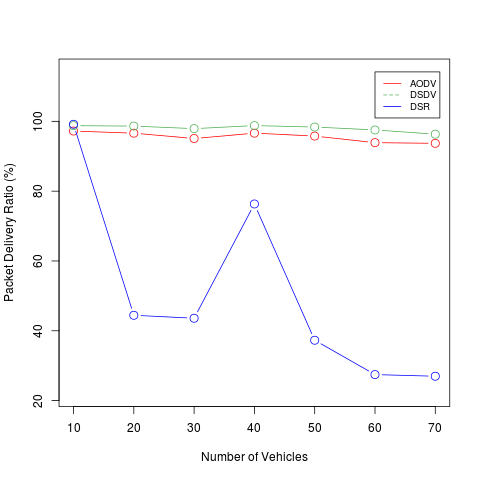 AODV
DSDV
DSR
Packet Delivery Ratio (%)
100
80
60
40
20
10 20 30 40 50 60 70
Number of Vehicles